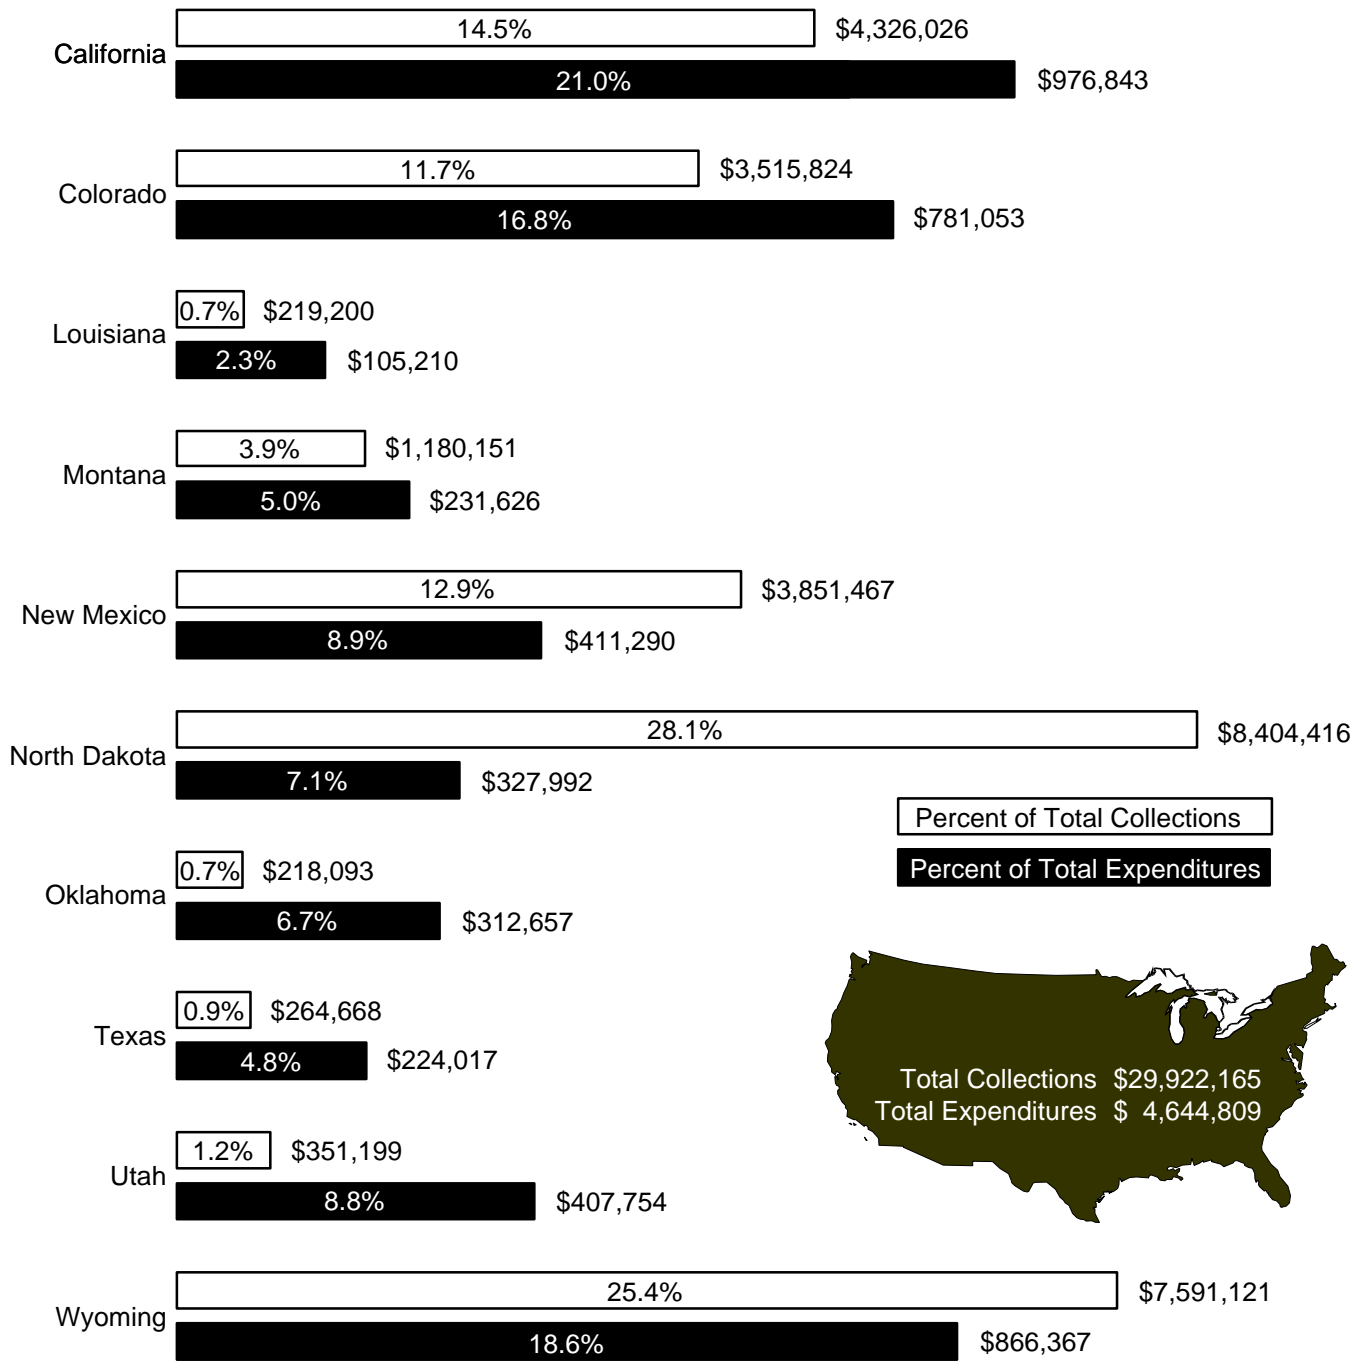 14.5% $4,326,026
California
21.0% $976,843
11.7% $3,515,824
Colorado
16.8% $781,053
0.7% $219,200
Louisiana
2.3% $105,210
3.9% $1,180,151
Montana
5.0% $231,626
12.9% $3,851,467
New Mexico
8.9% $411,290
28.1% $8,404,416
North Dakota
7.1% $327,992
Percent of Total Collections
Percent of Total Expenditures
0.7% $218,093
Oklahoma
6.7% $312,657
0.9% $264,668
Texas
4.8% $224,017
Total Collections $29,922,165
Total Expenditures $ 4,644,809
1.2% $351,199
Utah
8.8% $407,754
25.4% $7,591,121
Wyoming
18.6% $866,367